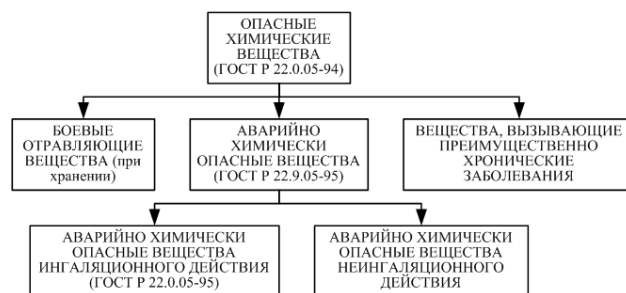 ОПАСНЫЕ
ХИМИЧЕСКИЕ
ВЕЩЕСТВА
(ГОСТ Р 22.0.05-94)
БОЕВЫЕ
ОТРАВЛЯЮЩИЕ
ВЕЩЕСТВА (при
хранении)
АВАРИЙНО
ХИМИЧЕСКИ
ОПАСНЫЕ ВЕЩЕСТВА
(ГОСТ Р 22.9.05-95)
ВЕЩЕСТВА, ВЫЗЫВАЮЩИЕ
ПРЕИМУЩЕСТВЕННО
ХРОНИЧЕСКИЕ
ЗАБОЛЕВАНИЯ
АВАРИЙНО ХИМИЧЕСКИ
ОПАСНЫЕ ВЕЩЕСТВА
ИНГАЛЯЦИОННОГО ДЕЙСТВИЯ
(ГОСТ Р 22.0.05-95)
АВАРИЙНО ХИМИЧЕСКИ
ОПАСНЫЕ ВЕЩЕСТВА
НЕИНГАЛЯЦИОННОГО
ДЕЙСТВИЯ